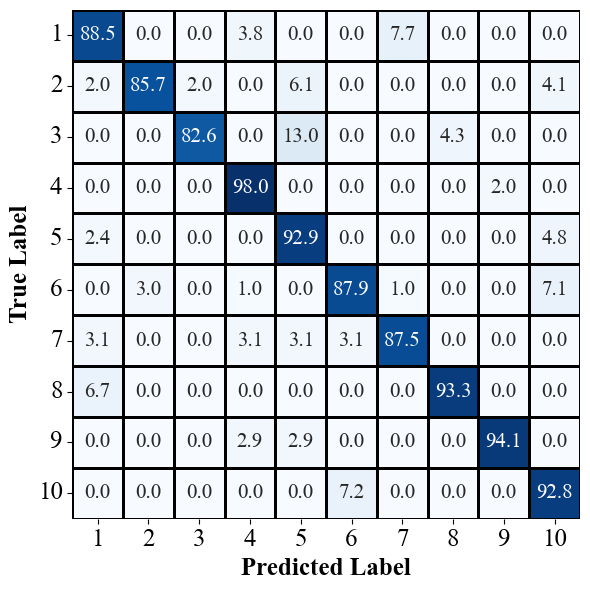 1 88.5 0.0 0.0 3.8 0.0 0.0 7.7 0.0 0.0 0.0
2 2.0 85.7 2.0 0.0 6.1 0.0 0.0 0.0 0.0 4.1
3 0.0 0.0 82.6 0.0 13.0 0.0 0.0 4.3 0.0 0.0
4 0.0 0.0 0.0 98.0 0.0 0.0 0.0 0.0 2.0 0.0
5 2.4 0.0 0.0 0.0 92.9 0.0 0.0 0.0 0.0 4.8
6 0.0 3.0 0.0 1.0 0.0 87.9 1.0 0.0 0.0 7.1
7 3.1 0.0 0.0 3.1 3.1 3.1 87.5 0.0 0.0 0.0
8 6.7 0.0 0.0 0.0 0.0 0.0 0.0 93.3 0.0 0.0
9 0.0 0.0 0.0 2.9 2.9 0.0 0.0 0.0 94.1 0.0
10 0.0 0.0 0.0 0.0 0.0 7.2 0.0 0.0 0.0 92.8
1 2 3 4 5 6 7 8 9 10
Predicted Label
True Label